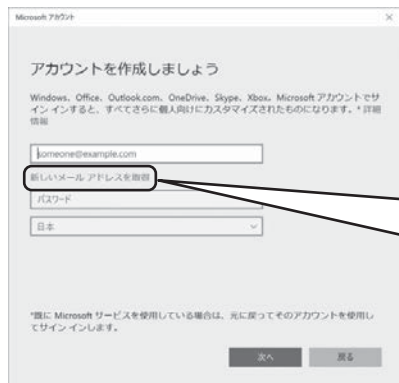 Microsoft アカウント
アカウントを作成しましょう
Windows、Office、Outlook.com、OneDrive、Skype、Xbox。Microsoft アカウントでサ
イン インすると、すべてさらに個人向けにカスタマイズされたものになります。* 詳細
情報
someone@example.com
新しいメール アドレスを取得
パスワード
日本
*既に Microsoft サービスを使用している場合は、元に戻ってそのアカウントを使用し
てサイン インします。
次へ
戻る